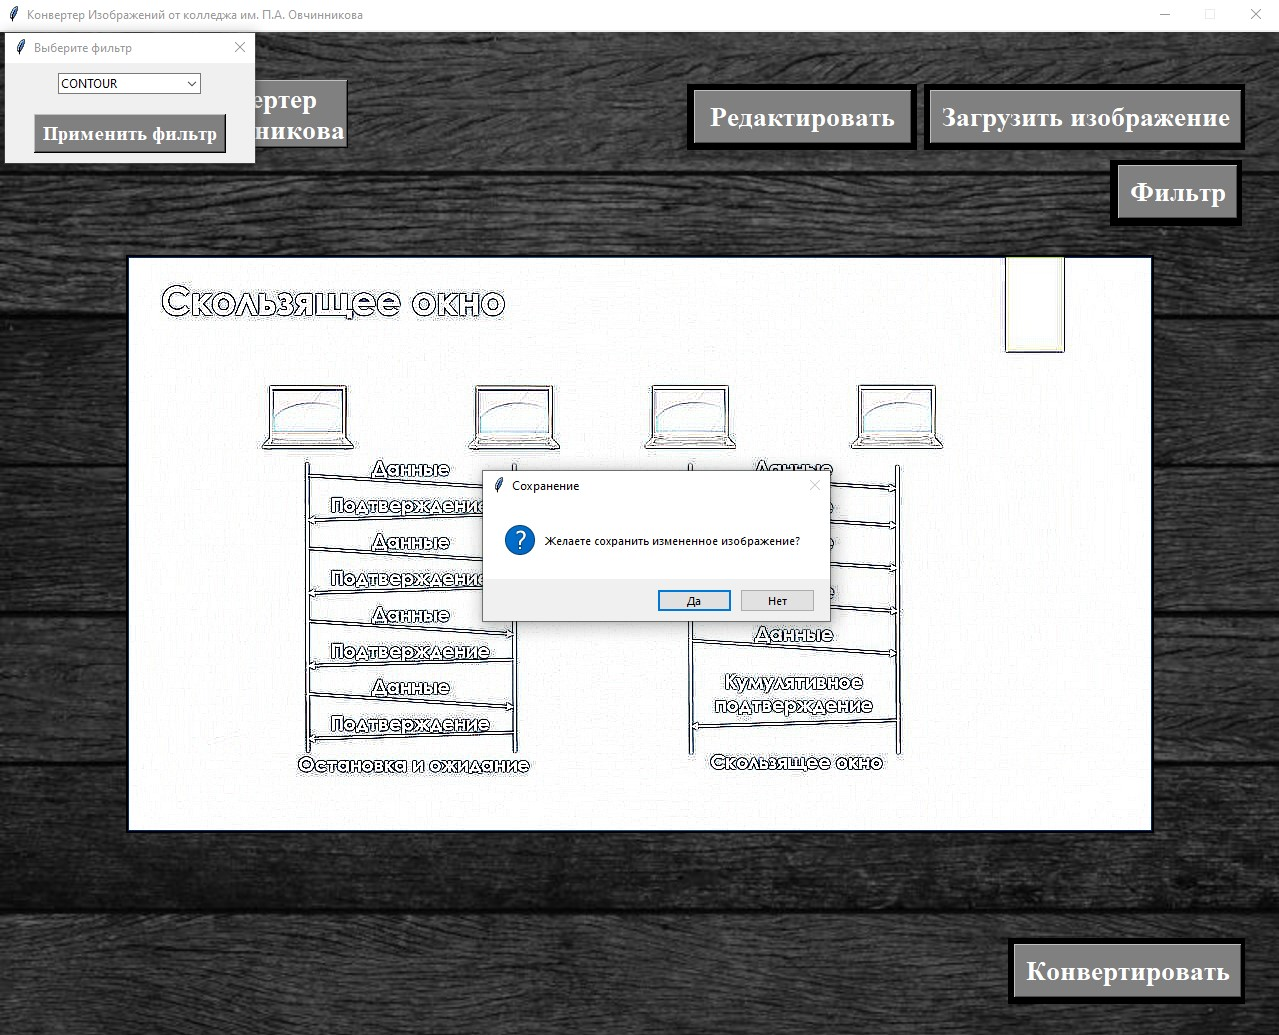 Конвертер Изображений от колледжа им. П.А. Овчинникова
Выберите фильтр
CONTOUR
Применить фильтр
ертер
никова
Редактировать
Загрузить изображение
Фильтр
Скользящее окно
Данные
Подтверждение
Данные
Подтверждение
Данные
Подтверждение
Данные
Подтверждение
Остановка и ожидание
Данные
Данные
Кумулятивное
подтверждение
Скользящее окно
Сохранение
Желаете сохранить измененное изображение?
Да
Нет
Конвертировать